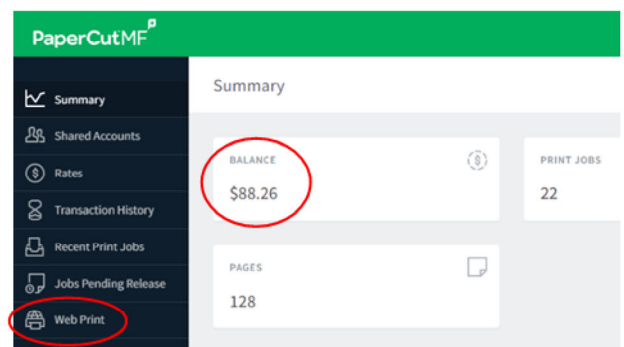 PaperCutMF
Summary
Shared Accounts
Rates
Transaction History
Recent Print Jobs
Jobs Pending Release
Web Print
Summary
BALANCE
$88.26
PRINT JOBS
22
PAGES
128